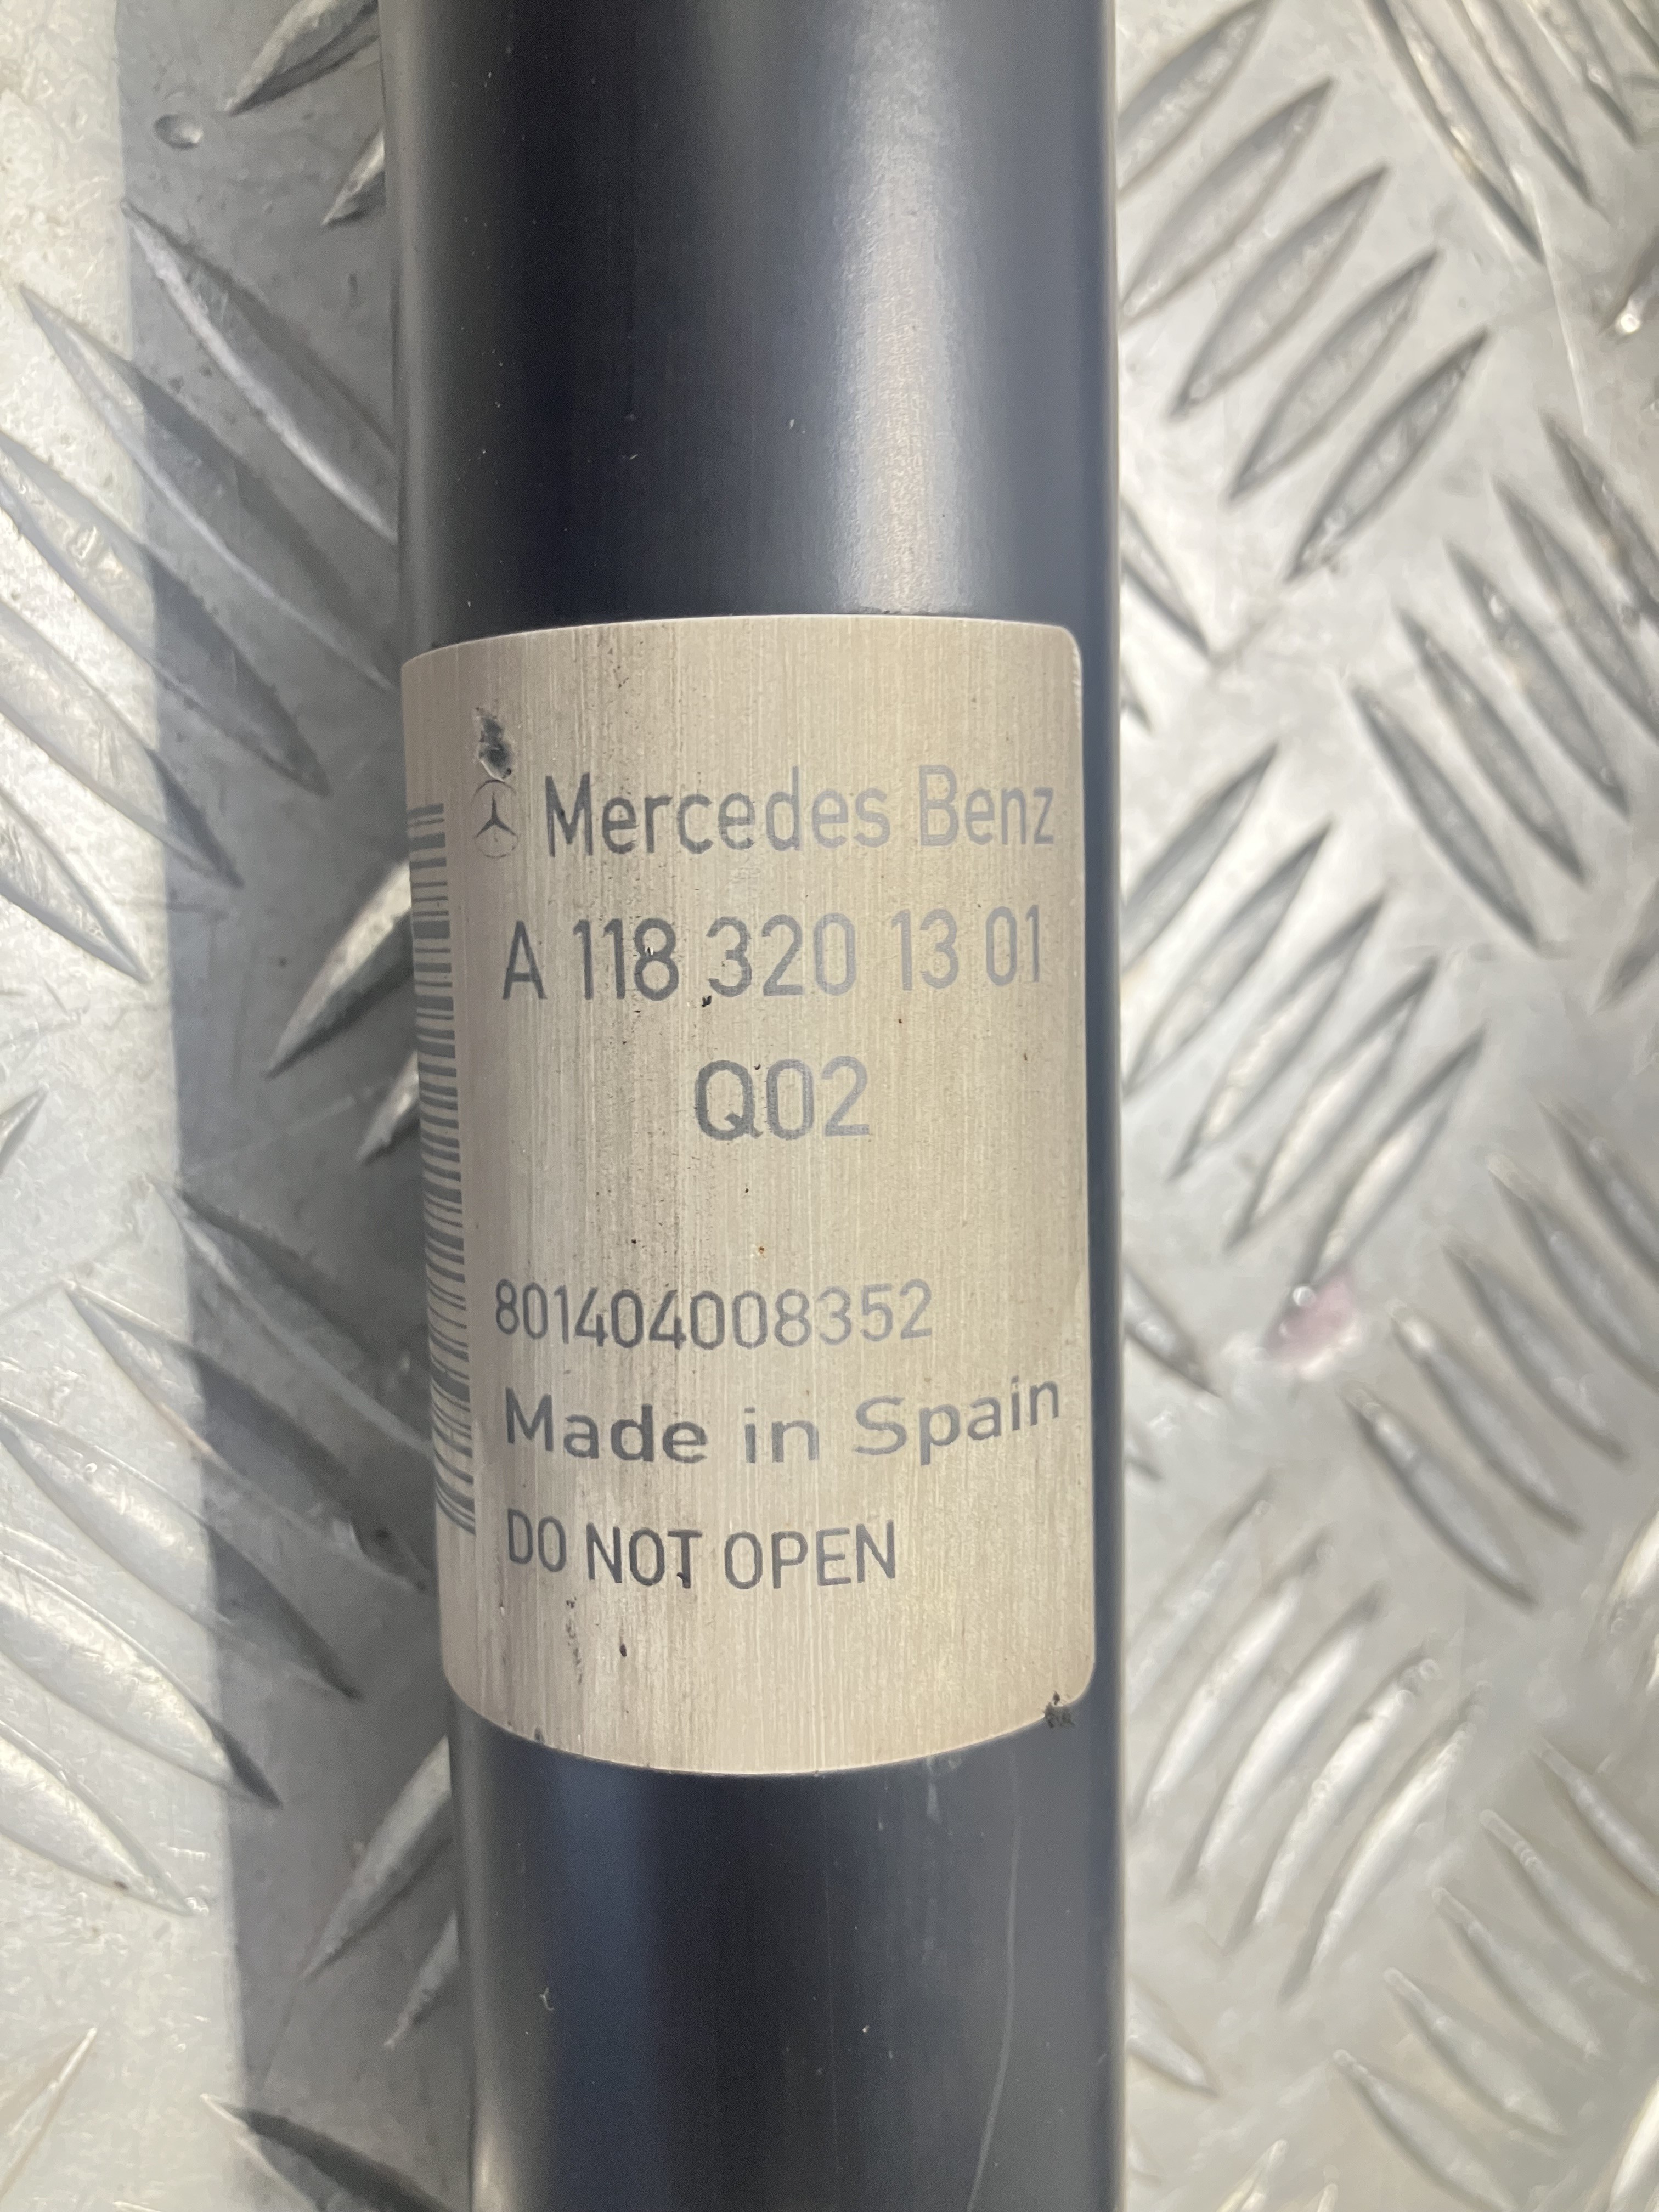 Mercedes Benz
A 118 320 13 01
Q02
801404008352
Made in Spain
DO NOT OPEN